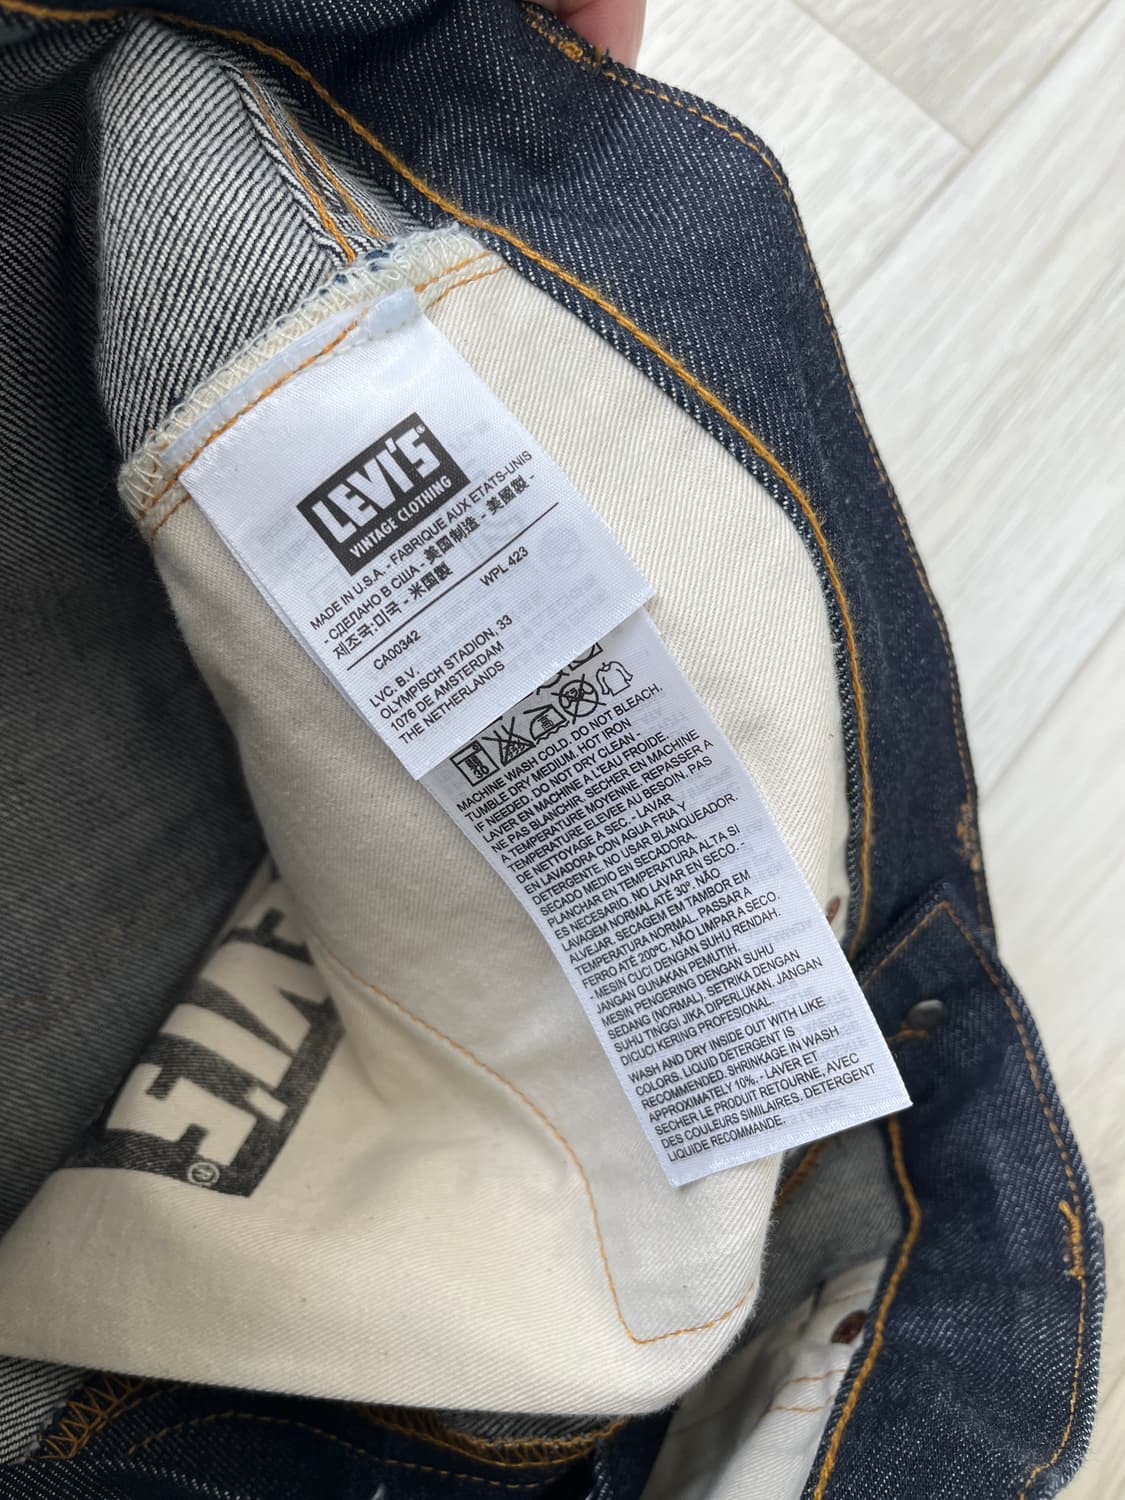 LEVI'S®
VINTAGE CLOTHING
MADE IN U.S.A. - FABRIQUE AUX ETATS-UNIS
- СДЕЛАНО В США - 美国制造 - 美國製 -
제조국:미국 - 米国製
CA00342 WPL 423
LVC. B.V.
OLYMPISCH STADION, 33
1076 DE AMSTERDAM
THE NETHERLANDS
30
MACHINE WASH COLD. DO NOT BLEACH.
TUMBLE DRY MEDIUM. HOT IRON
IF NEEDED. DO NOT DRY CLEAN -
LAVER EN MACHINE A L'EAU FROIDE.
NE PAS BLANCHIR. SECHER EN MACHINE
A TEMPERATURE MOYENNE. REPASSER A
TEMPERATURE ELEVEE AU BESOIN. PAS
DE NETTOYAGE A SEC. - LAVAR
EN LAVADORA CON AGUA FRIA Y
DETERGENTE. NO USAR BLANQUEADOR.
SECADO MEDIO EN SECADORA.
PLANCHAR EN TEMPERATURA ALTA SI
ES NECESARIO. NO LAVAR EN SECO. -
LAVAGEM NORMAL ATÉ 30º. NÃO
ALVEJAR. SECAGEM EM TAMBOR EM
TEMPERATURA NORMAL. PASSAR A
FERRO ATÉ 200ºC. NÃO LIMPAR A SECO.
- MESIN CUCI DENGAN SUHU RENDAH.
JANGAN GUNAKAN PEMUTIH.
MESIN PENGERING DENGAN SUHU
SEDANG (NORMAL). SETRIKA DENGAN
SUHU TINGGI JIKA DIPERLUKAN. JANGAN
DICUCI KERING PROFESIONAL.
WASH AND DRY INSIDE OUT WITH LIKE
COLORS. LIQUID DETERGENT IS
RECOMMENDED. SHRINKAGE IN WASH
APPROXIMATELY 10%. - LAVER ET
SECHER LE PRODUIT RETOURNE, AVEC
DES COULEURS SIMILAIRES. DETERGENT
LIQUIDE RECOMMANDE.